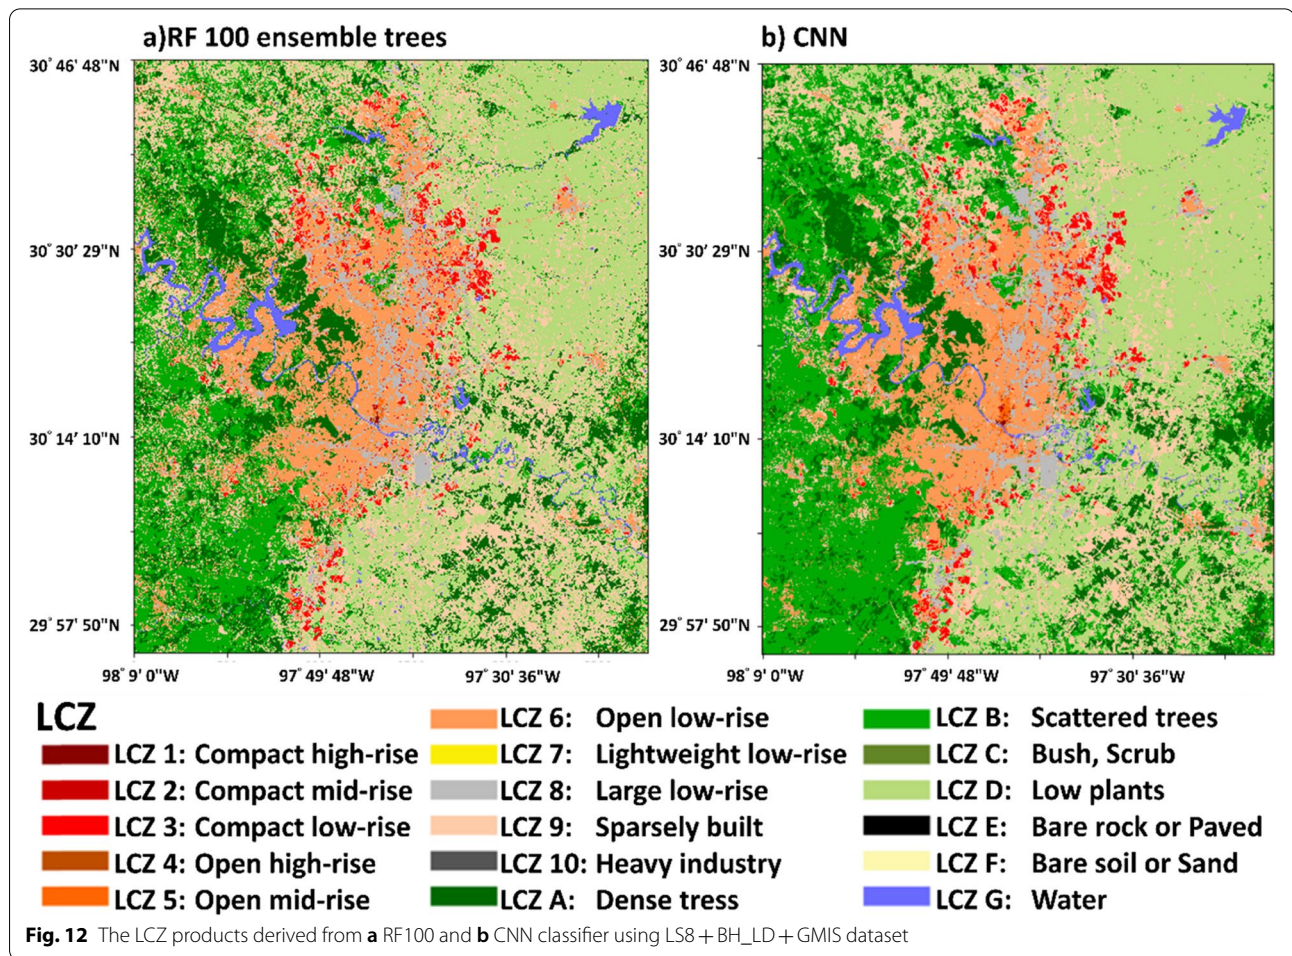 a)RF 100 ensemble trees
b) CNN
30° 46' 48"N
30° 30' 29"N
30° 14' 10"N
29° 57' 50"N
98° 9' 0"W 97° 49' 48"W 97° 30' 36"W
30° 46' 48"N
30° 30' 29"N
30° 14' 10"N
29° 57' 50"N
98° 9' 0"W 97° 49' 48"W 97° 30' 36"W
LCZ
LCZ 1: Compact high-rise
LCZ 2: Compact mid-rise
LCZ 3: Compact low-rise
LCZ 4: Open high-rise
LCZ 5: Open mid-rise
LCZ 6: Open low-rise
LCZ 7: Lightweight low-rise
LCZ 8: Large low-rise
LCZ 9: Sparsely built
LCZ 10: Heavy industry
LCZ A: Dense tress
LCZ B: Scattered trees
LCZ C: Bush, Scrub
LCZ D: Low plants
LCZ E: Bare rock or Paved
LCZ F: Bare soil or Sand
LCZ G: Water
Fig. 12 The LCZ products derived from a RF100 and b CNN classifier using LS8 + BH_LD + GMIS dataset